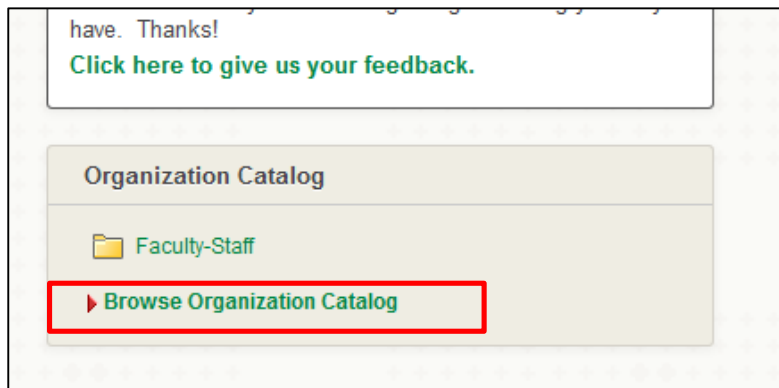 have.  Thanks!
Click here to give us your feedback.
Organization Catalog
Faculty-Staff
Browse Organization Catalog